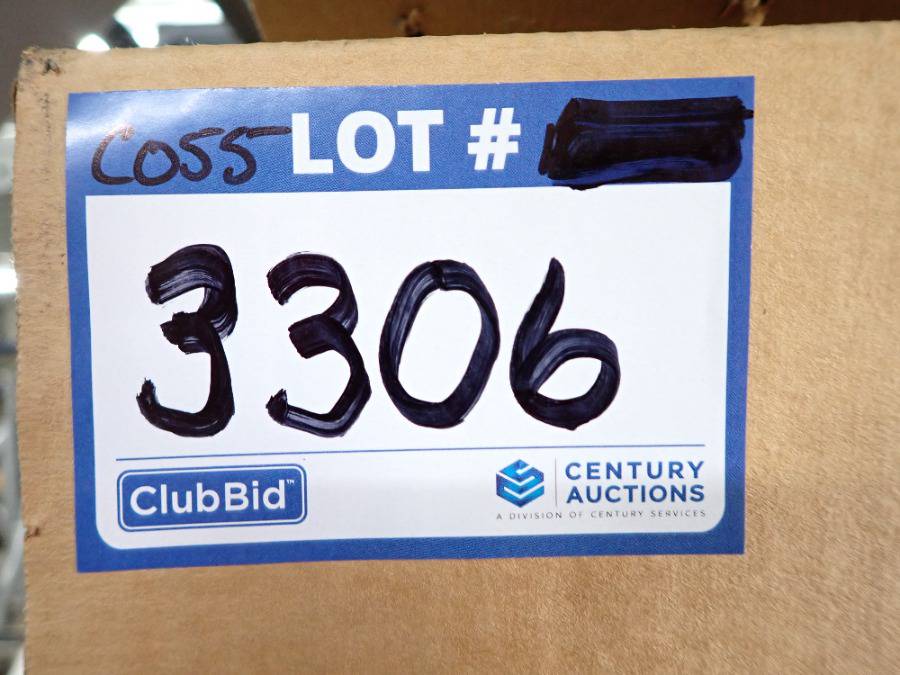 COSS LOT #
3306
ClubBid™
CENTURY
AUCTIONS
A DIVISION OF CENTURY SERVICES